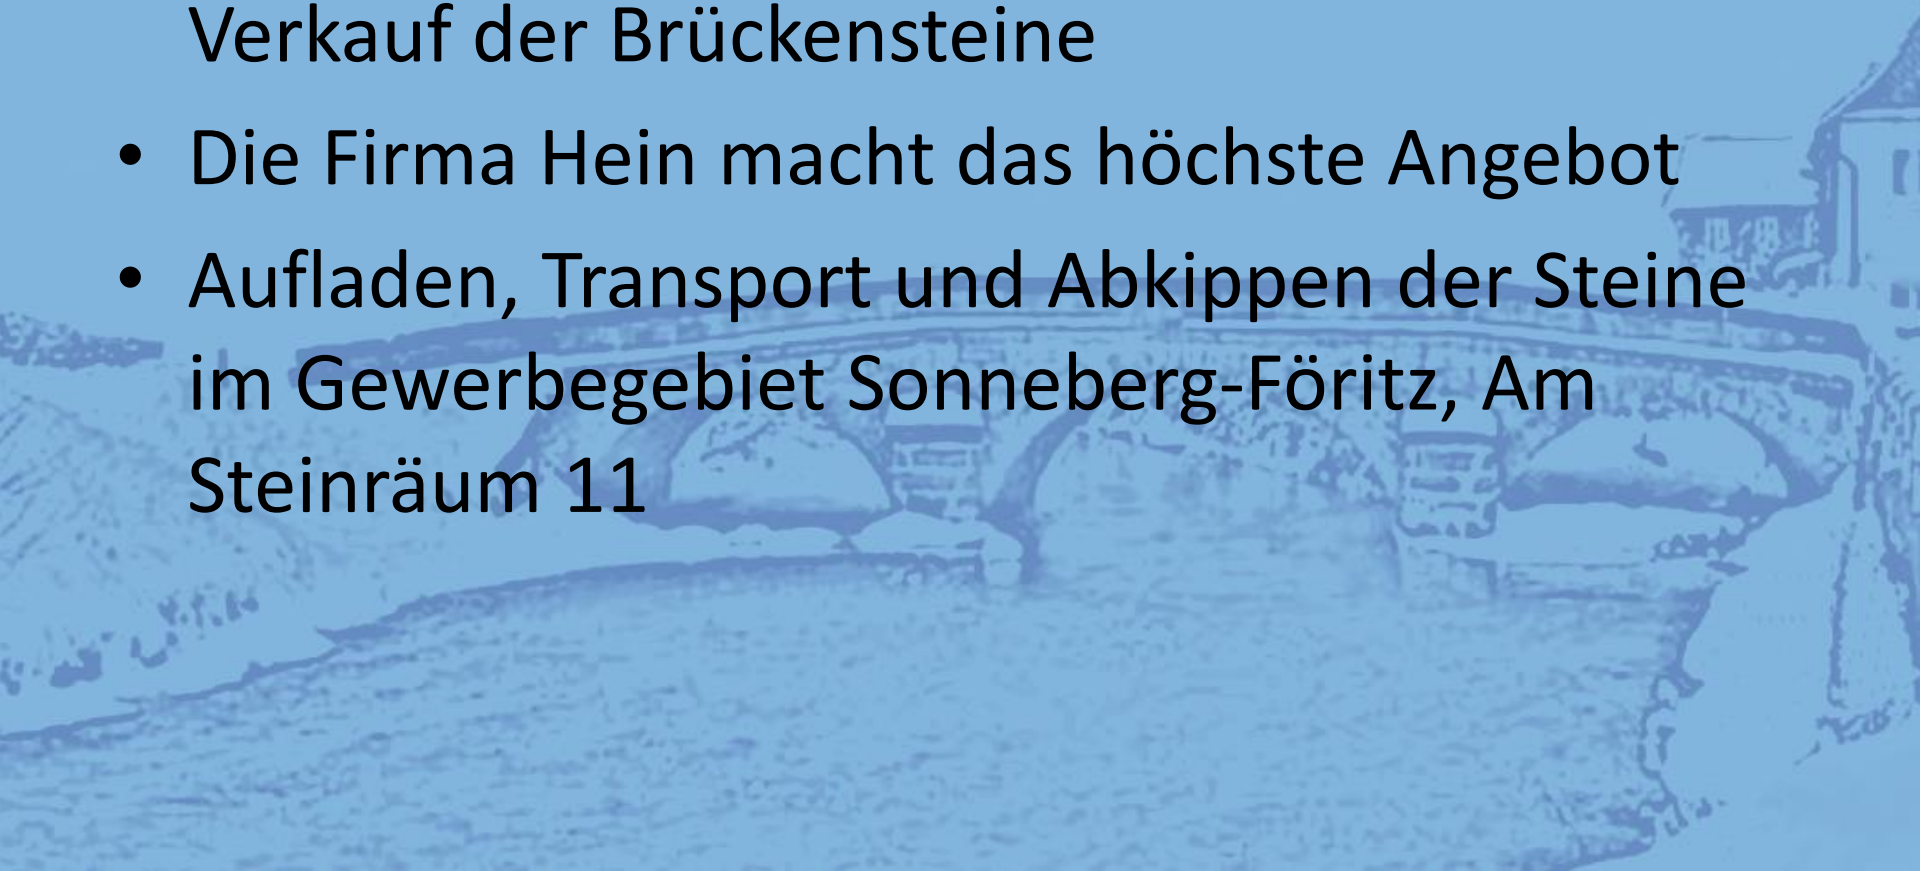 Verkauf der Brückensteine
• Die Firma Hein macht das höchste Angebot
• Aufladen, Transport und Abkippen der Steine
im Gewerbegebiet Sonneberg-Föritz, Am
Steinräum 11